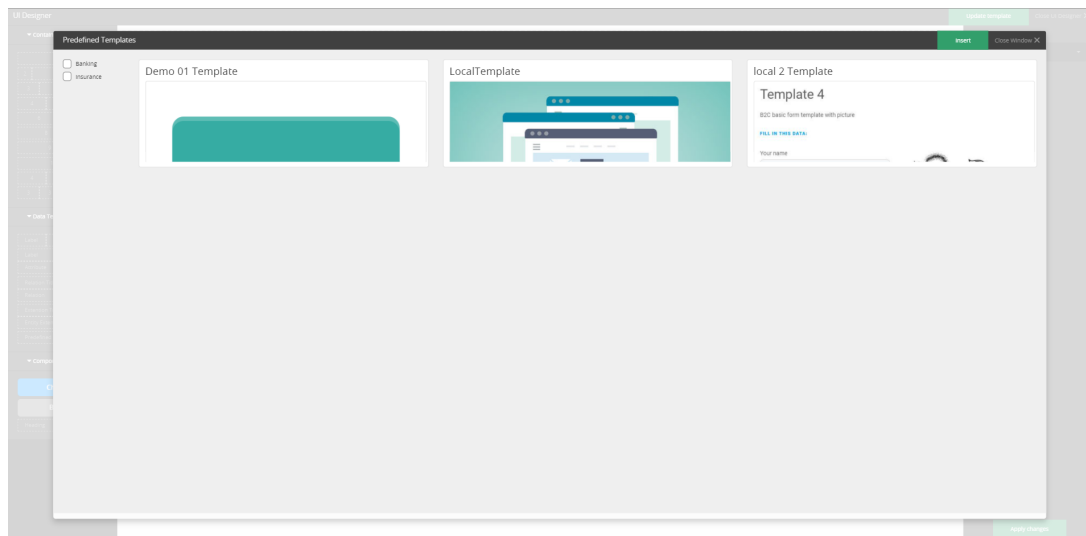 UI Designer
Update template
Predefined Templates
Insert
Close Window X
Banking
Insurance
Demo 01 Template
LocalTemplate
local 2 Template
Template 4
B2C basic form template with picture
FILL IN THIS DATA:
Your name
Apply changes